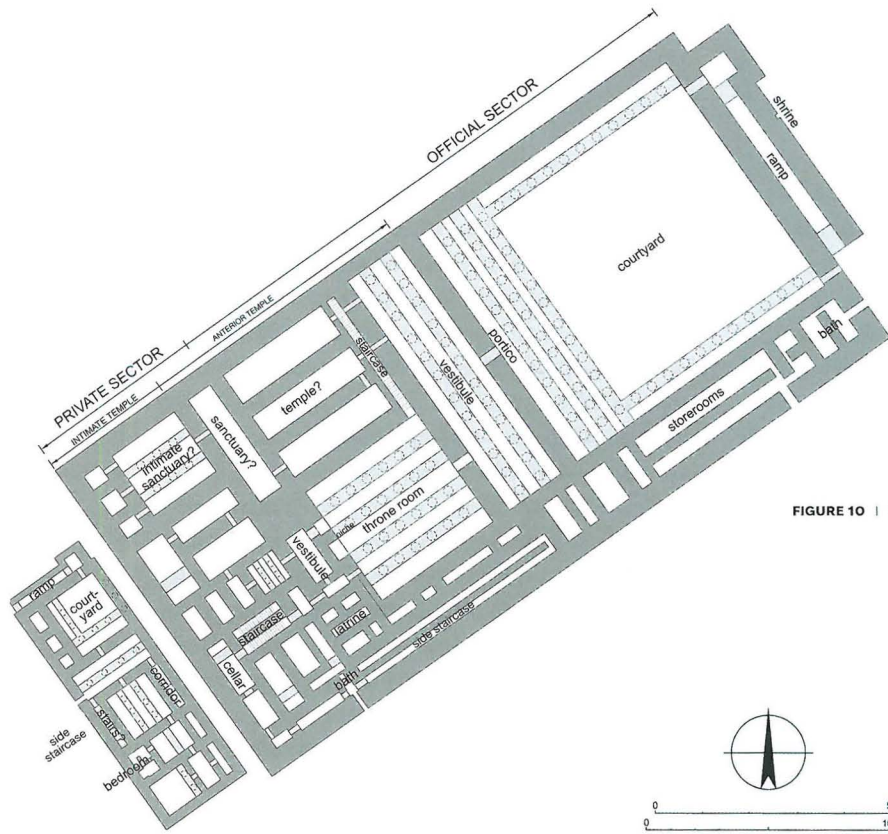 OFFICIAL SECTOR
shrine
ramp
courtyard
PRIVATE SECTOR
ANTERIOR TEMPLE
INTIMATE TEMPLE
staircase
vestibule
portico
bath
temple?
sanctuary?
intimate
sanctuary?
storerooms
throne room
niche
vestibule
FIGURE 10
ramp
court-
yard
staircase
latrine
side staircase
cellar
bath
corridor
stairs?
side
staircase
bedroom
0
0